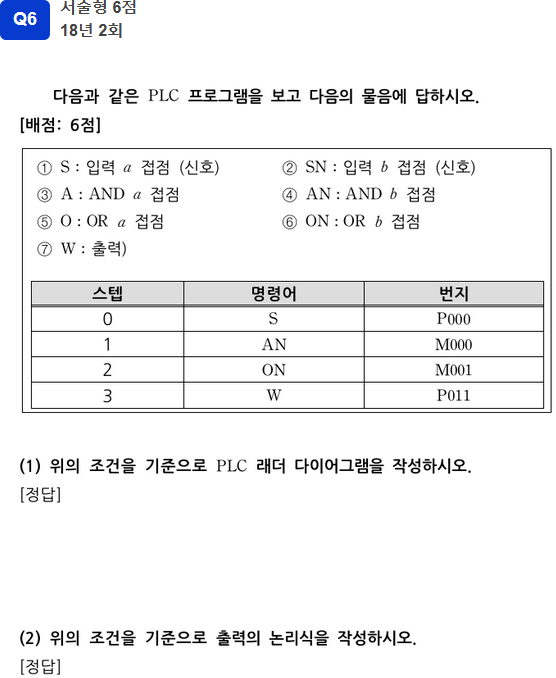 Q6
서술형 6점
18년 2회
다음과 같은 PLC 프로그램을 보고 다음의 물음에 답하시오.
[배점: 6점]
① S : 입력 a 접점 (신호) ② SN : 입력 b 접점 (신호)
③ A : AND a 접점 ④ AN : AND b 접점
⑤ O : OR a 접점 ⑥ ON : OR b 접점
⑦ W : 출력)
스텝 명령어 번지
0 S P000
1 AN M000
2 ON M001
3 W P011
(1) 위의 조건을 기준으로 PLC 래더 다이어그램을 작성하시오.
[정답]
(2) 위의 조건을 기준으로 출력의 논리식을 작성하시오.
[정답]